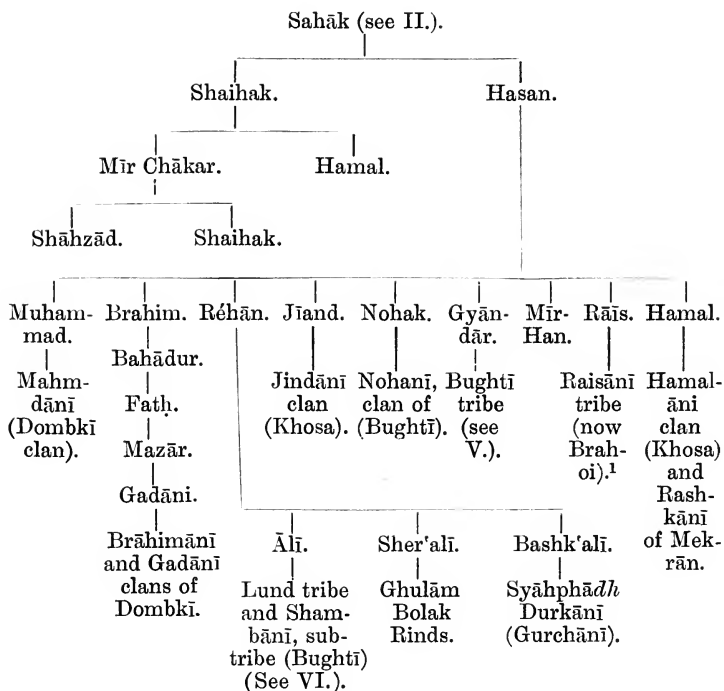 Sahāk (see II.).
Shaihak. Hasan.
Mīr Chākar. Hamal.
Shāhzād. Shaihak.
Muham- Brahim. Réhān. Jīand. Nohak. Gyān- Mīr- Rāīs. Hamal.
mad. dār. Han.
Bahādur.
Mahm- Jindānī Nohanī, Bughtī Raisānī Hamal-
dānī Fatḥ. clan clan of tribe tribe āni
(Dombkī (Khosa). (Bughtī). (see (now clan
clan). Mazār. V.). Brah- (Khosa)
oi).¹ and
Gadāni. Rash-
kānī
Brāhimānī Ālī. Sher‘alī. Bashk‘alī. of Mek-
and Gadānī rān.
clans of Lund tribe Ghulām Syāhphādh
Dombkī. and Sham- Bolak Durkānī
bānī, sub- Rinds. (Gurchānī).
tribe (Bughtī)
(See VI.).